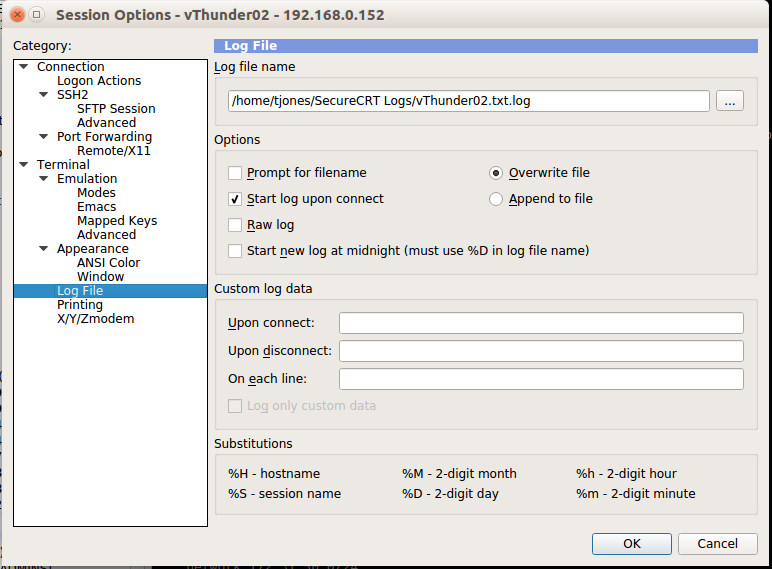 Session Options - vThunder02 - 192.168.0.152
Category:
Connection
Logon Actions
SSH2
SFTP Session
Advanced
Port Forwarding
Remote/X11
Terminal
Emulation
Modes
Emacs
Mapped Keys
Advanced
Appearance
ANSI Color
Window
Log File
Printing
X/Y/Zmodem
Log File
Log file name
/home/tjones/SecureCRT Logs/vThunder02.txt.log
...
Options
Prompt for filename
Overwrite file
Start log upon connect
Append to file
Raw log
Start new log at midnight (must use %D in log file name)
Custom log data
Upon connect:
Upon disconnect:
On each line:
Log only custom data
Substitutions
%H - hostname
%M - 2-digit month
%h - 2-digit hour
%S - session name
%D - 2-digit day
%m - 2-digit minute
OK
Cancel